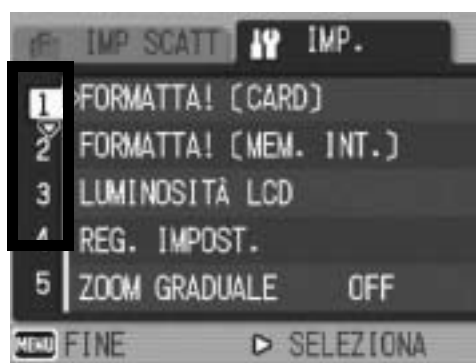 IMP SCATT IMP.
1 FORMATTA! [CARD]
2 FORMATTA! [MEM. INT.]
3 LUMINOSITÀ LCD
4 REG. IMPOST.
5 ZOOM GRADUALE OFF
MENU FINE SELEZIONA